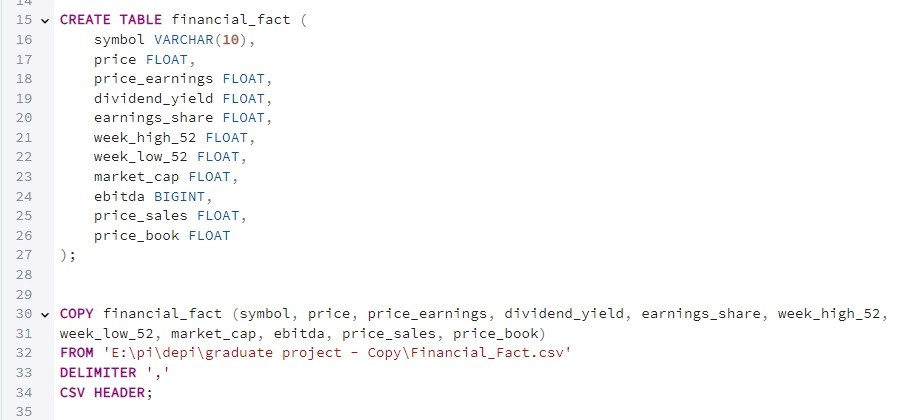 14
15 CREATE TABLE financial_fact (
16 symbol VARCHAR(10),
17 price FLOAT,
18 price_earnings FLOAT,
19 dividend_yield FLOAT,
20 earnings_share FLOAT,
21 week_high_52 FLOAT,
22 week_low_52 FLOAT,
23 market_cap FLOAT,
24 ebitda BIGINT,
25 price_sales FLOAT,
26 price_book FLOAT
27 );
28
29
30 COPY financial_fact (symbol, price, price_earnings, dividend_yield, earnings_share, week_high_52,
31 week_low_52, market_cap, ebitda, price_sales, price_book)
32 FROM 'E:\pi\depi\graduate project - Copy\Financial_Fact.csv'
33 DELIMITER ','
34 CSV HEADER;
35